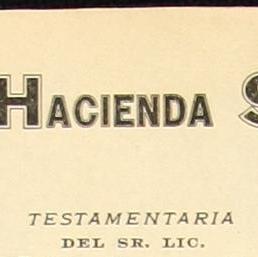 HACIENDA S
TESTAMENTARIA
DEL SR. LIC.